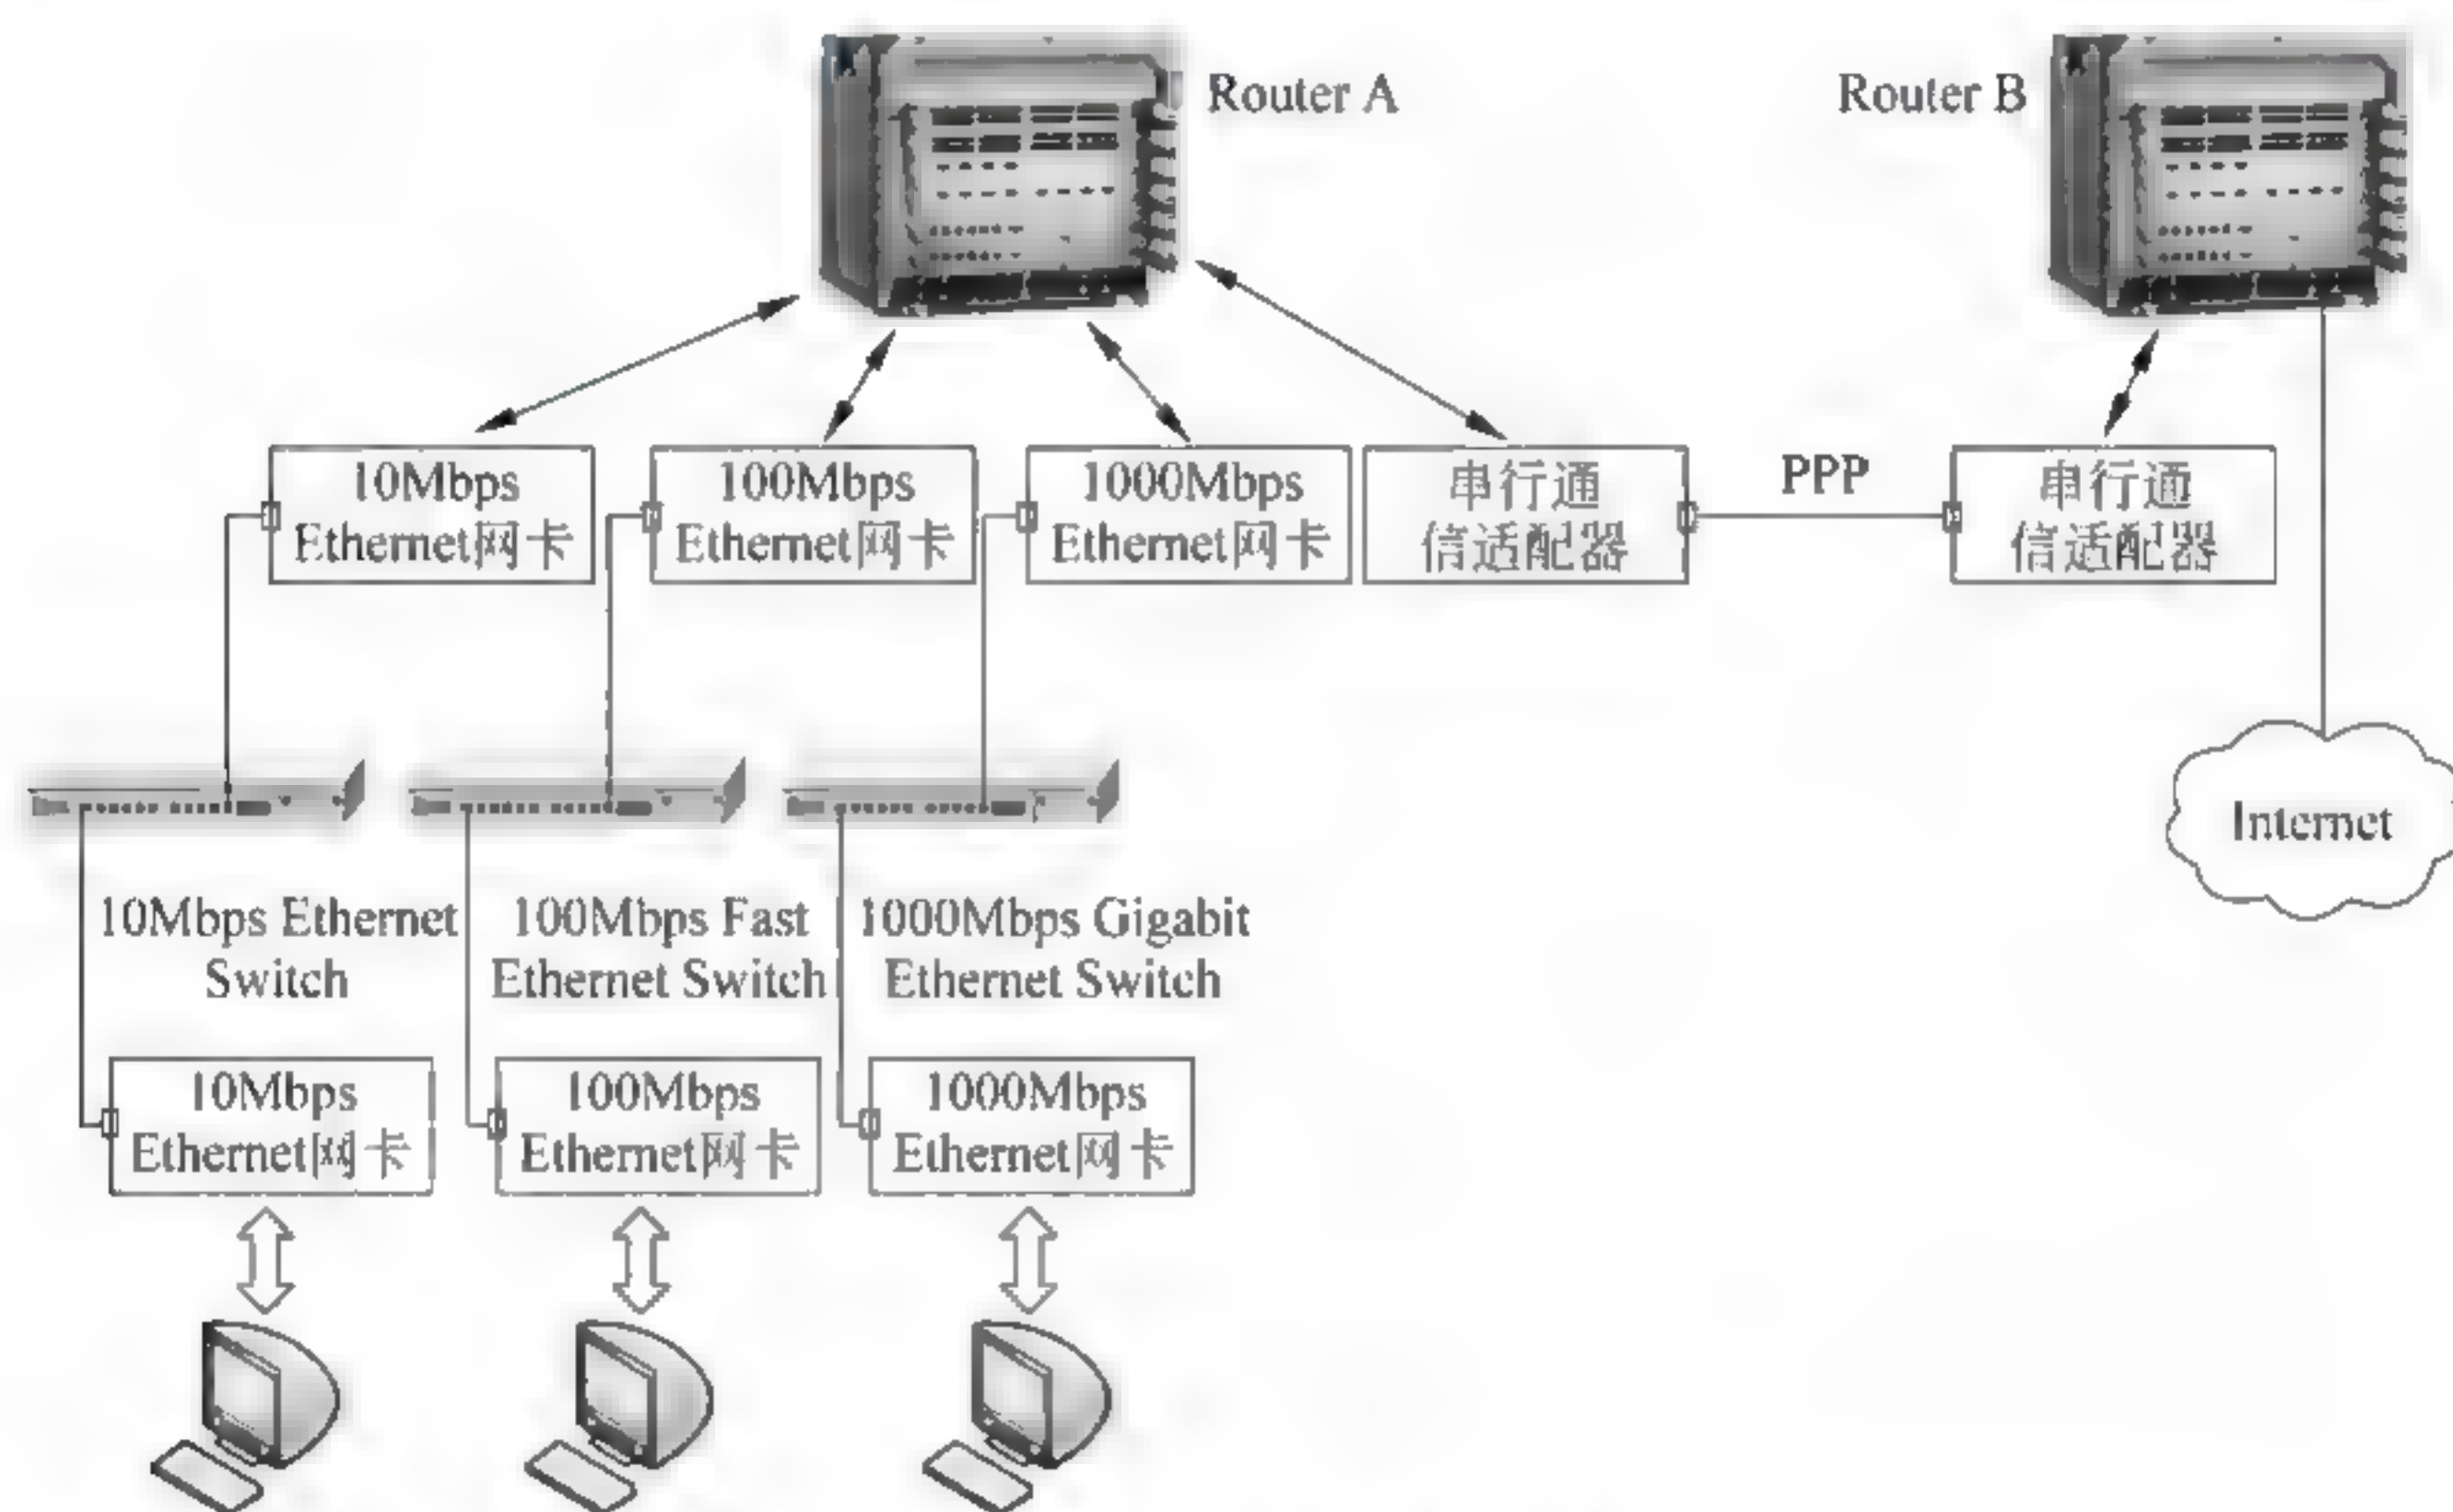 Router A
Router B
10Mbps
Ethernet网卡
100Mbps
Ethernet网卡
1000Mbps
Ethernet网卡
串行通
信适配器
PPP
串行通
信适配器
Internet
10Mbps Ethernet
Switch
100Mbps Fast
Ethernet Switch
1000Mbps Gigabit
Ethernet Switch
10Mbps
Ethernet网卡
100Mbps
Ethernet网卡
1000Mbps
Ethernet网卡